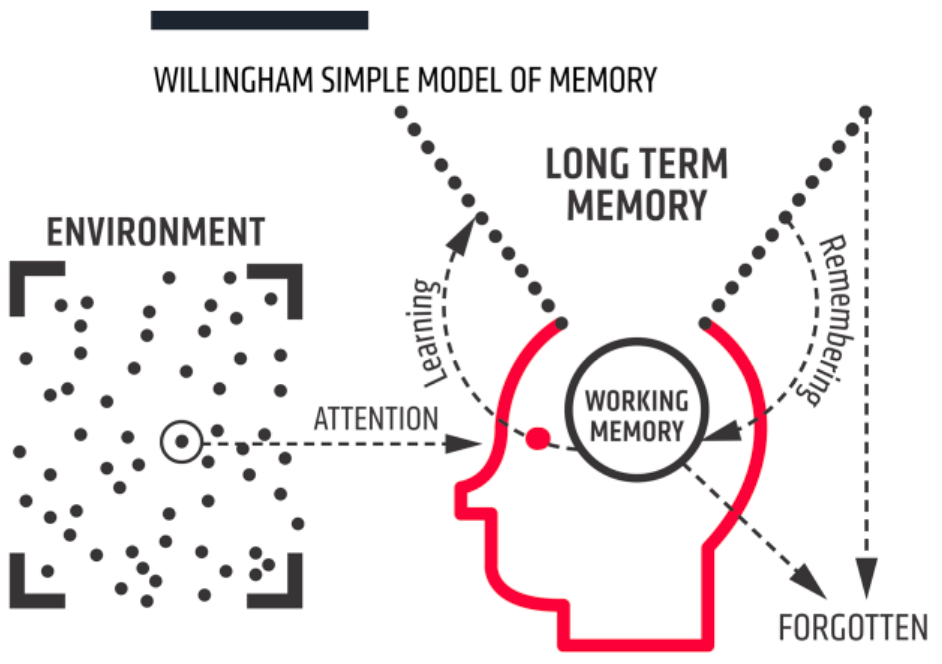 WILLINGHAM SIMPLE MODEL OF MEMORY
LONG TERM
MEMORY
ENVIRONMENT
Learning
Remembering
ATTENTION
WORKING
MEMORY
FORGOTTEN